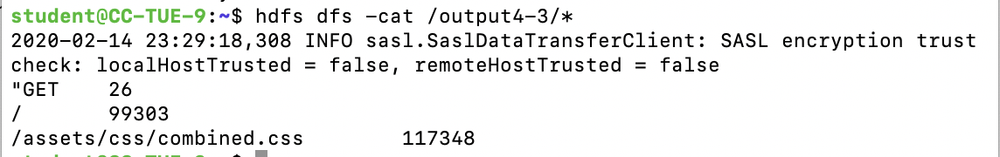 student@CC-TUE-9:~$ hdfs dfs -cat /output4-3/*
2020-02-14 23:29:18,308 INFO sasl.SaslDataTransferClient: SASL encryption trust
check: localHostTrusted = false, remoteHostTrusted = false
"GET 26
/ 99303
/assets/css/combined.css 117348